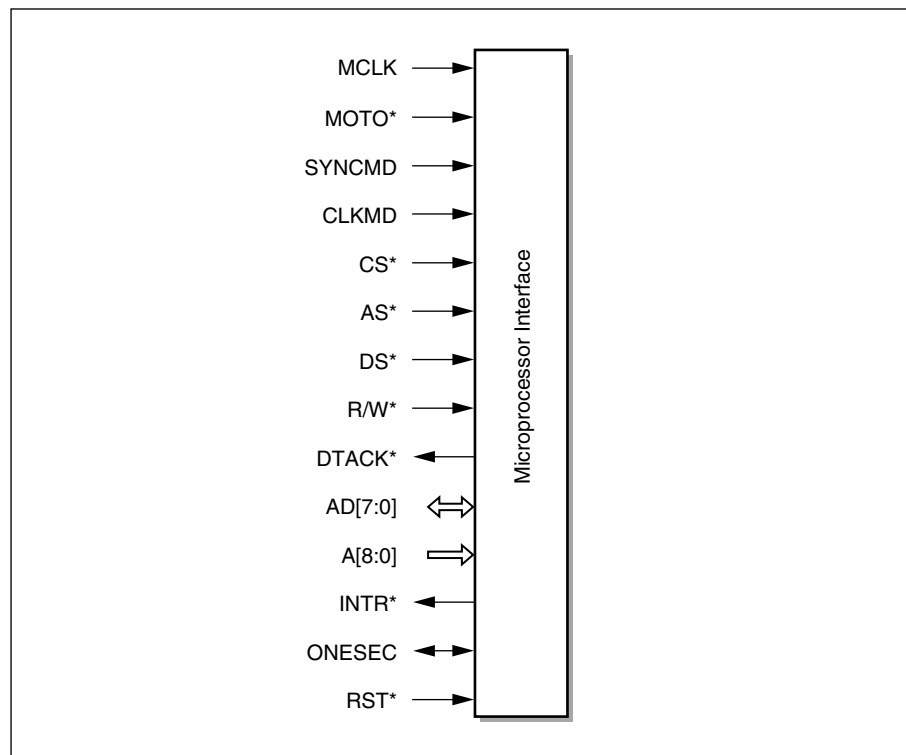 MCLK
MOTO*
SYNCMD
CLKMD
CS*
AS*
DS*
R/W*
DTACK*
AD[7:0]
A[8:0]
INTR*
ONESEC
RST*
Microprocessor Interface